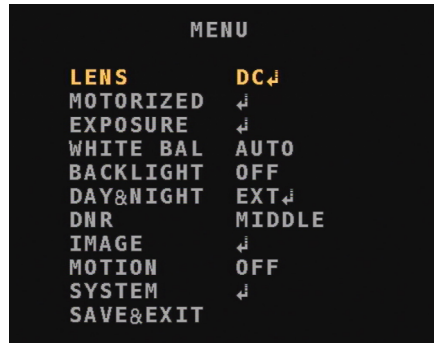 MENU
LENS DC↲
MOTORIZED ↲
EXPOSURE ↲
WHITE BAL AUTO
BACKLIGHT OFF
DAY&NIGHT EXT↲
DNR MIDDLE
IMAGE ↲
MOTION OFF
SYSTEM ↲
SAVE&EXIT